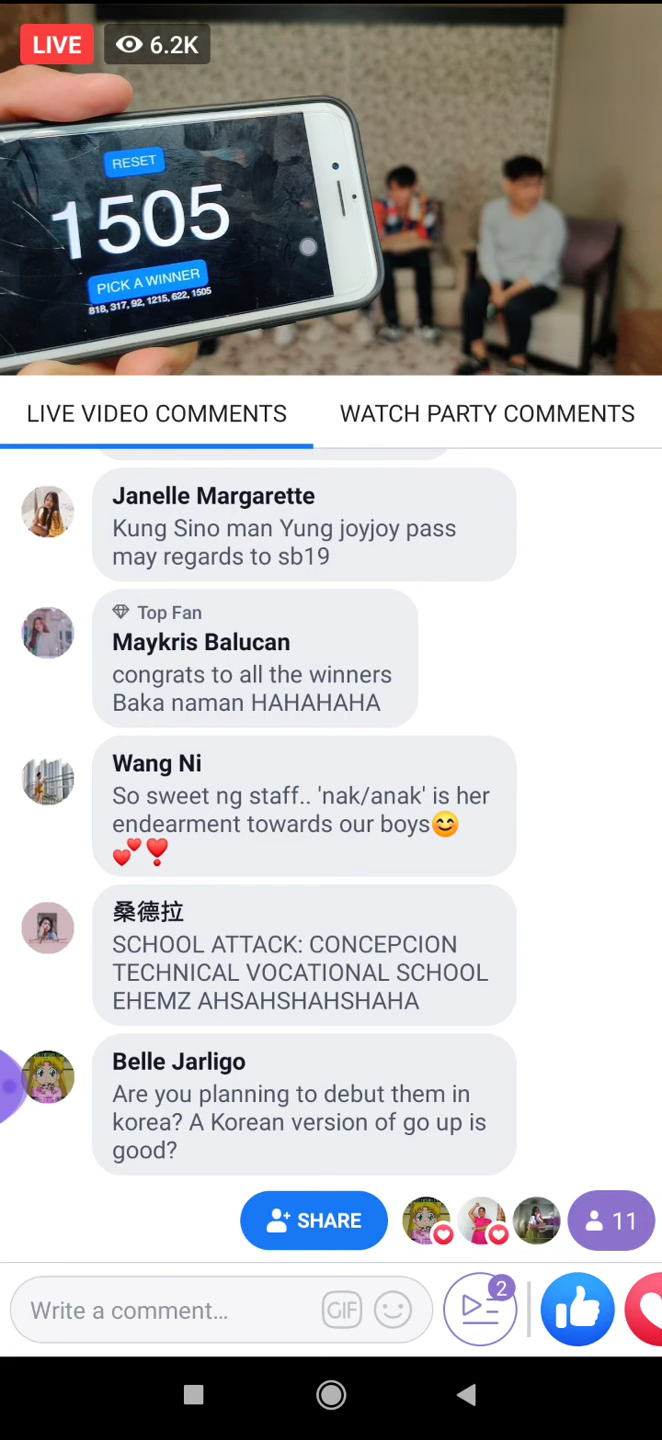 LIVE 6.2K
RESET
1505
PICK A WINNER
818, 317, 92, 1215, 622, 1505
LIVE VIDEO COMMENTS WATCH PARTY COMMENTS
Janelle Margarette
Kung Sino man Yung joyjoy pass
may regards to sb19
Top Fan
Maykris Balucan
congrats to all the winners
Baka naman HAHAHAHA
Wang Ni
So sweet ng staff.. 'nak/anak' is her
endearment towards our boys😊
💕❣️
桑德拉
SCHOOL ATTACK: CONCEPCION
TECHNICAL VOCATIONAL SCHOOL
EHEMZ AHSAHSHAHSHAHA
Belle Jarligo
Are you planning to debut them in
korea? A Korean version of go up is
good?
SHARE 11
Write a comment... GIF 2